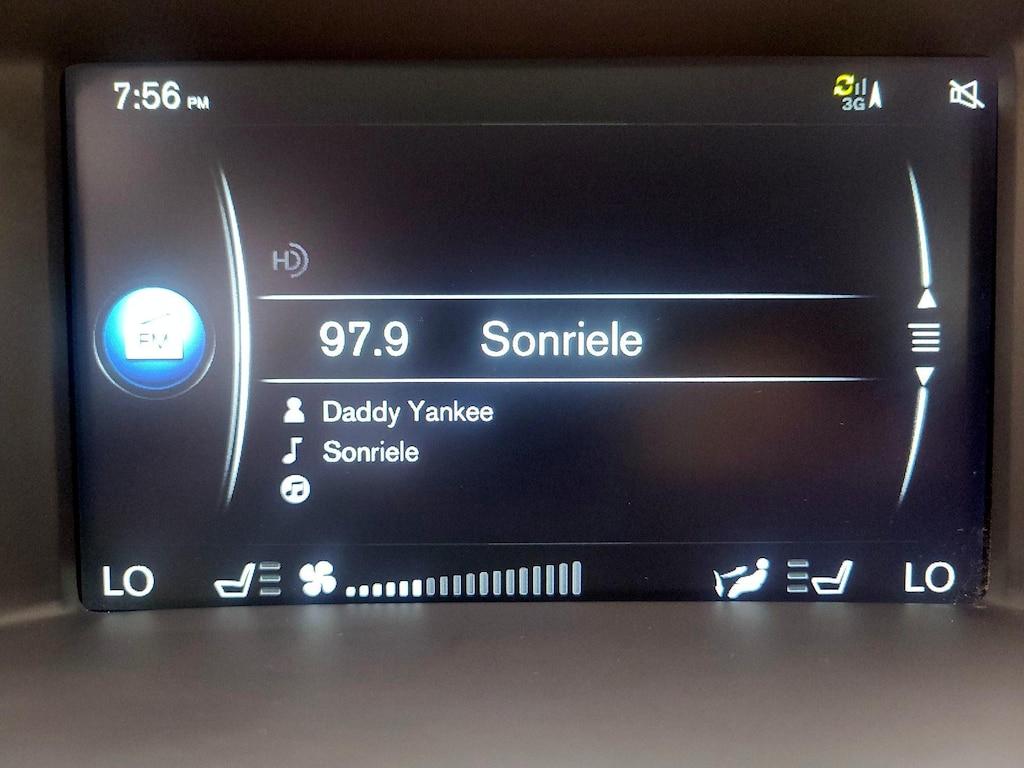 7:56 PM
3G
HD
FM
97.9 Sonriele
Daddy Yankee
Sonriele
LO LO